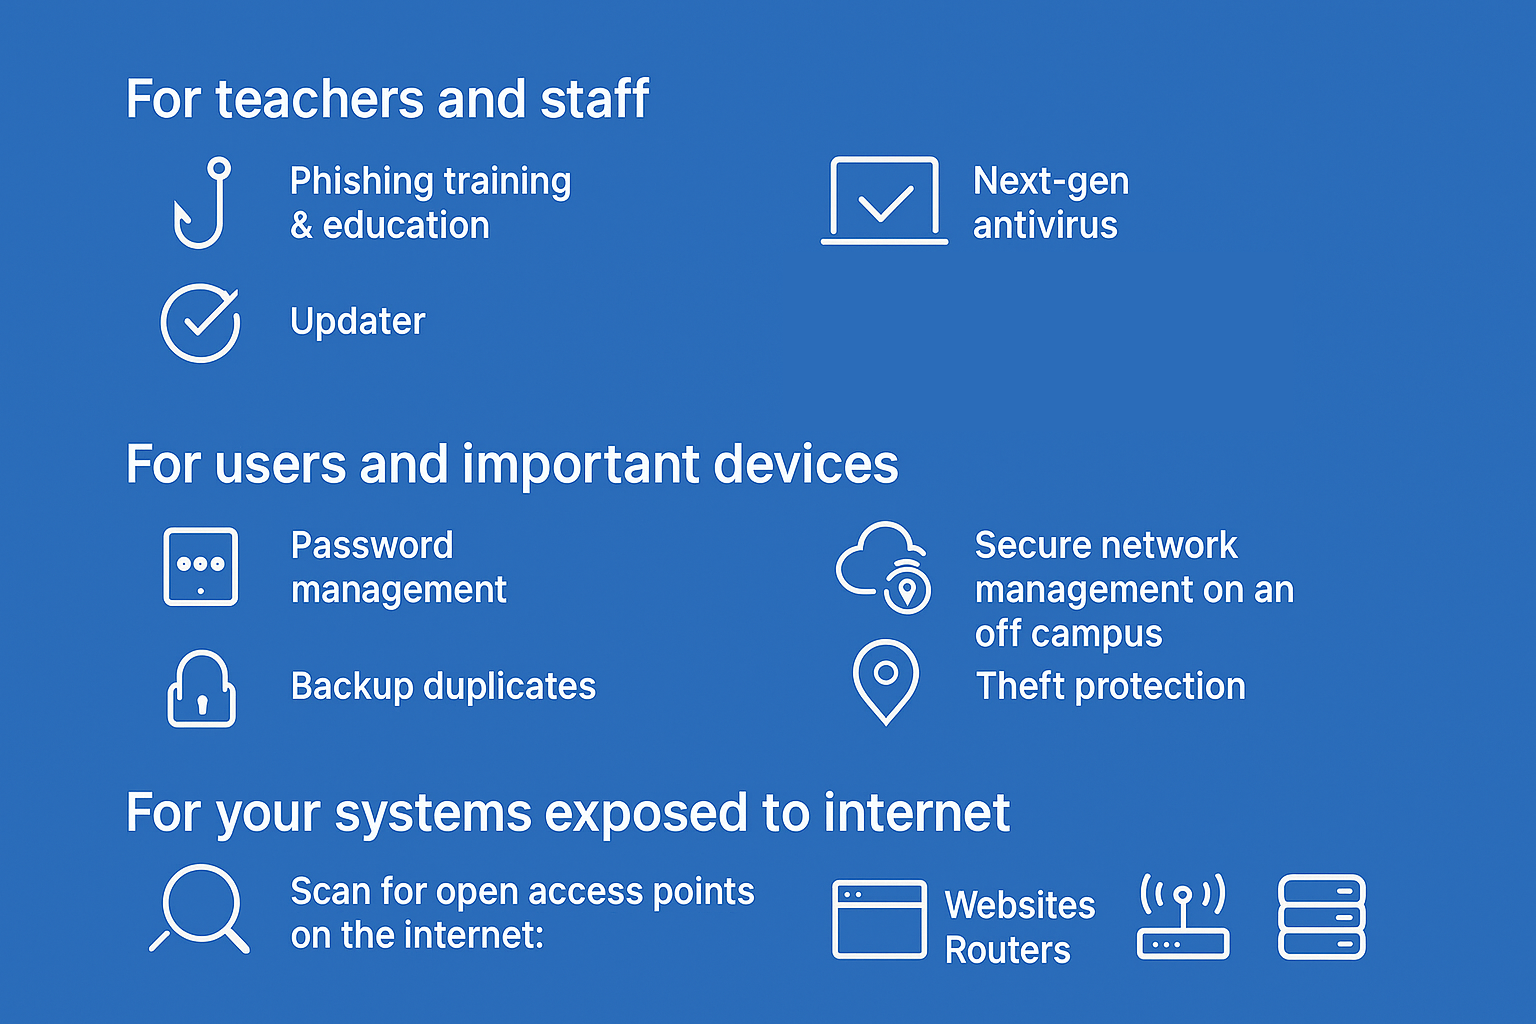 For teachers and staff
Phishing training
& education
Next-gen
antivirus
Updater
For users and important devices
Password
management
Secure network
management on an
off campus
Backup duplicates
Theft protection
For your systems exposed to internet
Scan for open access points
on the internet:
Websites
Routers